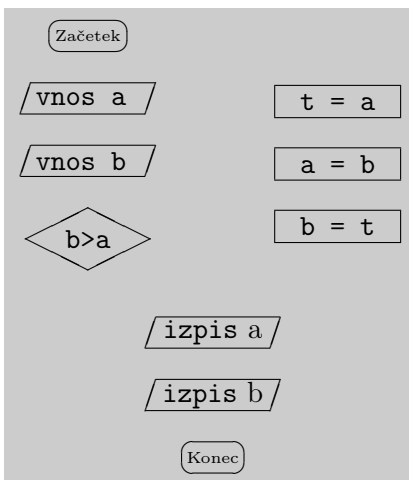 Začetek
vnos a
t = a
vnos b
a = b
b>a
b = t
izpis a
izpis b
Konec